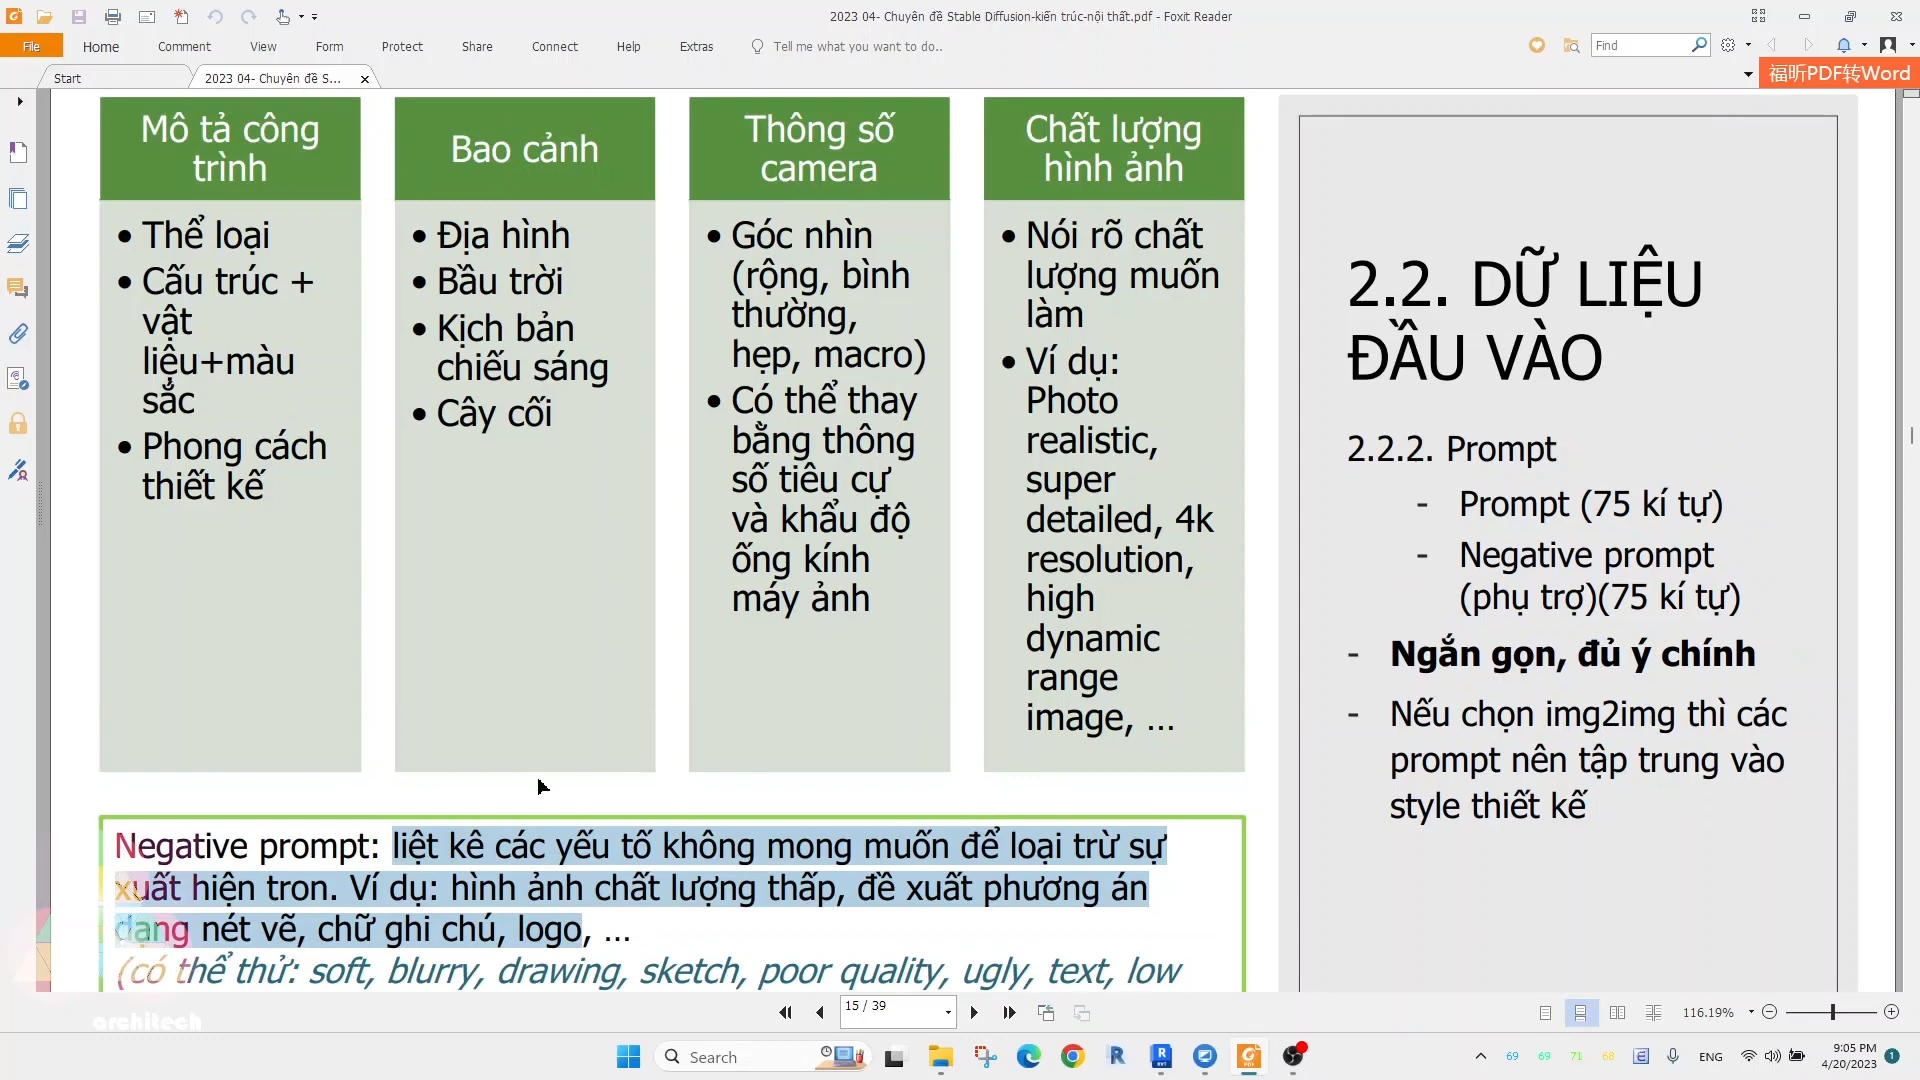 2023 04- Chuyên đề Stable Diffusion-kiến trúc-nội thất.pdf - Foxit Reader
File Home Comment View Form Protect Share Connect Help Extras Tell me what you want to do.. Find
Start
2023 04- Chuyên đề S...
福昕PDF转Word
Mô tả công
trình
Thể loại
Cấu trúc +
vật
liệu+màu
sắc
Phong cách
thiết kế
Bao cảnh
Địa hình
Bầu trời
Kịch bản
chiếu sáng
Cây cối
Thông số
camera
Góc nhìn
(rộng, bình
thường,
hẹp, macro)
Có thể thay
bằng thông
số tiêu cự
và khẩu độ
ống kính
máy ảnh
Chất lượng
hình ảnh
Nói rõ chất
lượng muốn
làm
Ví dụ:
Photo
realistic,
super
detailed, 4k
resolution,
high
dynamic
range
image, ...
Negative prompt: liệt kê các yếu tố không mong muốn để loại trừ sự
xuất hiện tron. Ví dụ: hình ảnh chất lượng thấp, đề xuất phương án
dạng nét vẽ, chữ ghi chú, logo, ...
(có thể thử: soft, blurry, drawing, sketch, poor quality, ugly, text, low
2.2. DỮ LIỆU
ĐẦU VÀO
2.2.2. Prompt
- Prompt (75 kí tự)
- Negative prompt
(phụ trợ)(75 kí tự)
- Ngắn gọn, đủ ý chính
- Nếu chọn img2img thì các
prompt nên tập trung vào
style thiết kế
architech
15 / 39
116.19%
Search
69 69 71 68
ENG
9:05 PM
4/20/2023
1